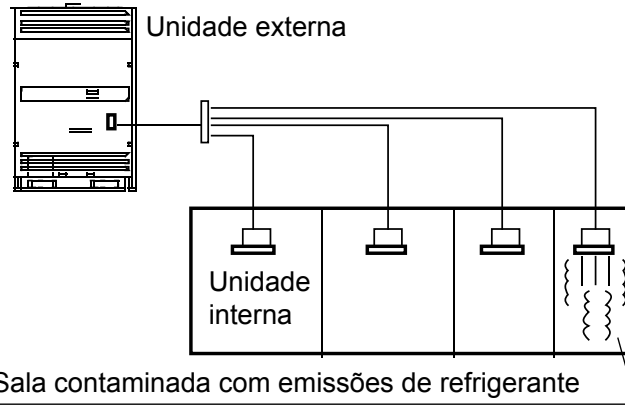 Unidade externa
Unidade
interna
Sala contaminada com emissões de refrigerante